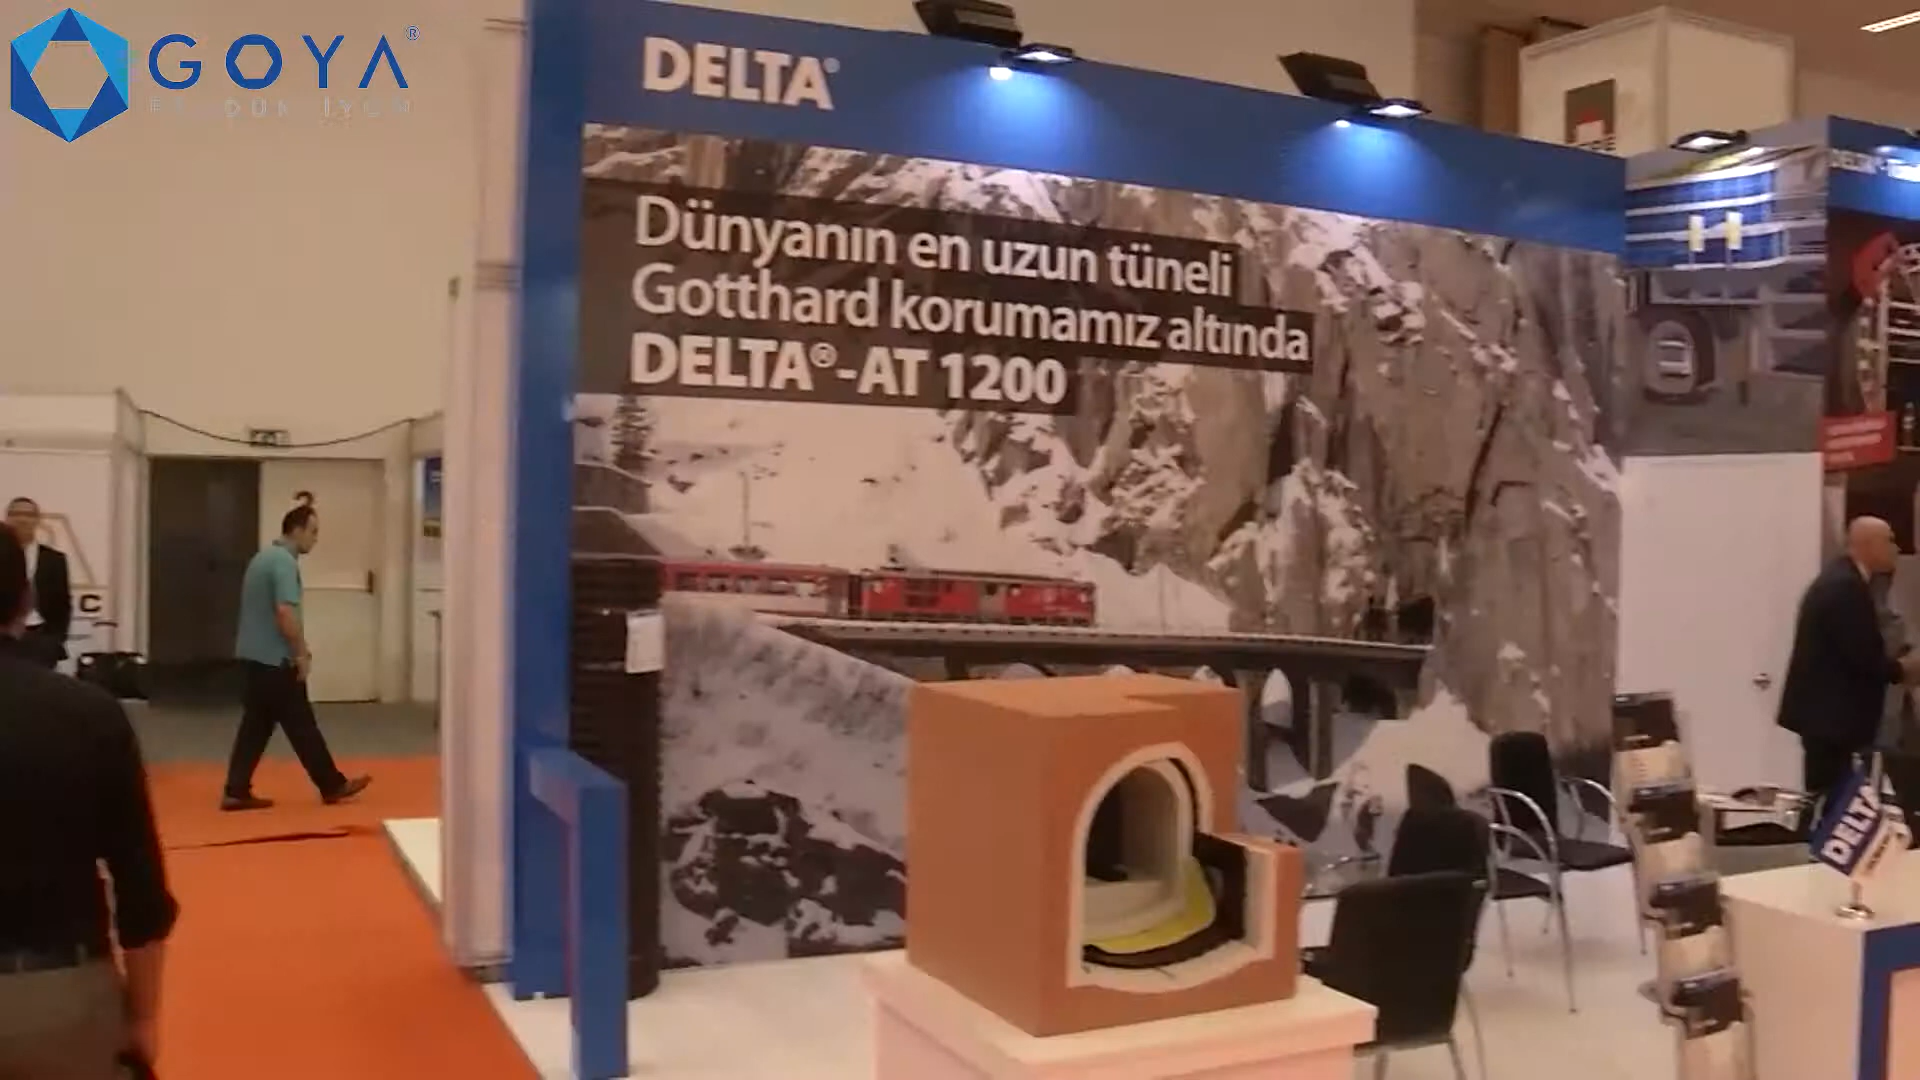 GOYA®
DELTA®
Dünyanın en uzun tüneli
Gotthard korumamız altında
DELTA®-AT 1200
DELTA